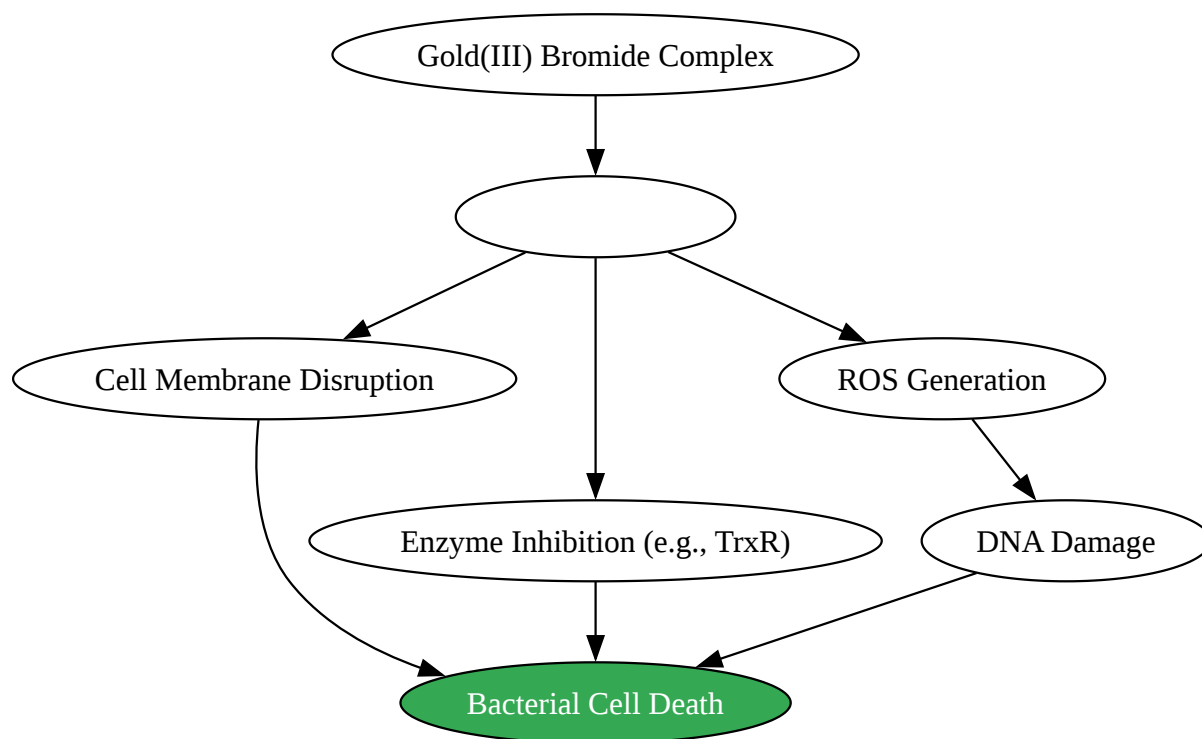 Gold(III) Bromide Complex
Cell Membrane Disruption
ROS Generation
Enzyme Inhibition (e.g., TrxR)
DNA Damage
Bacterial Cell Death